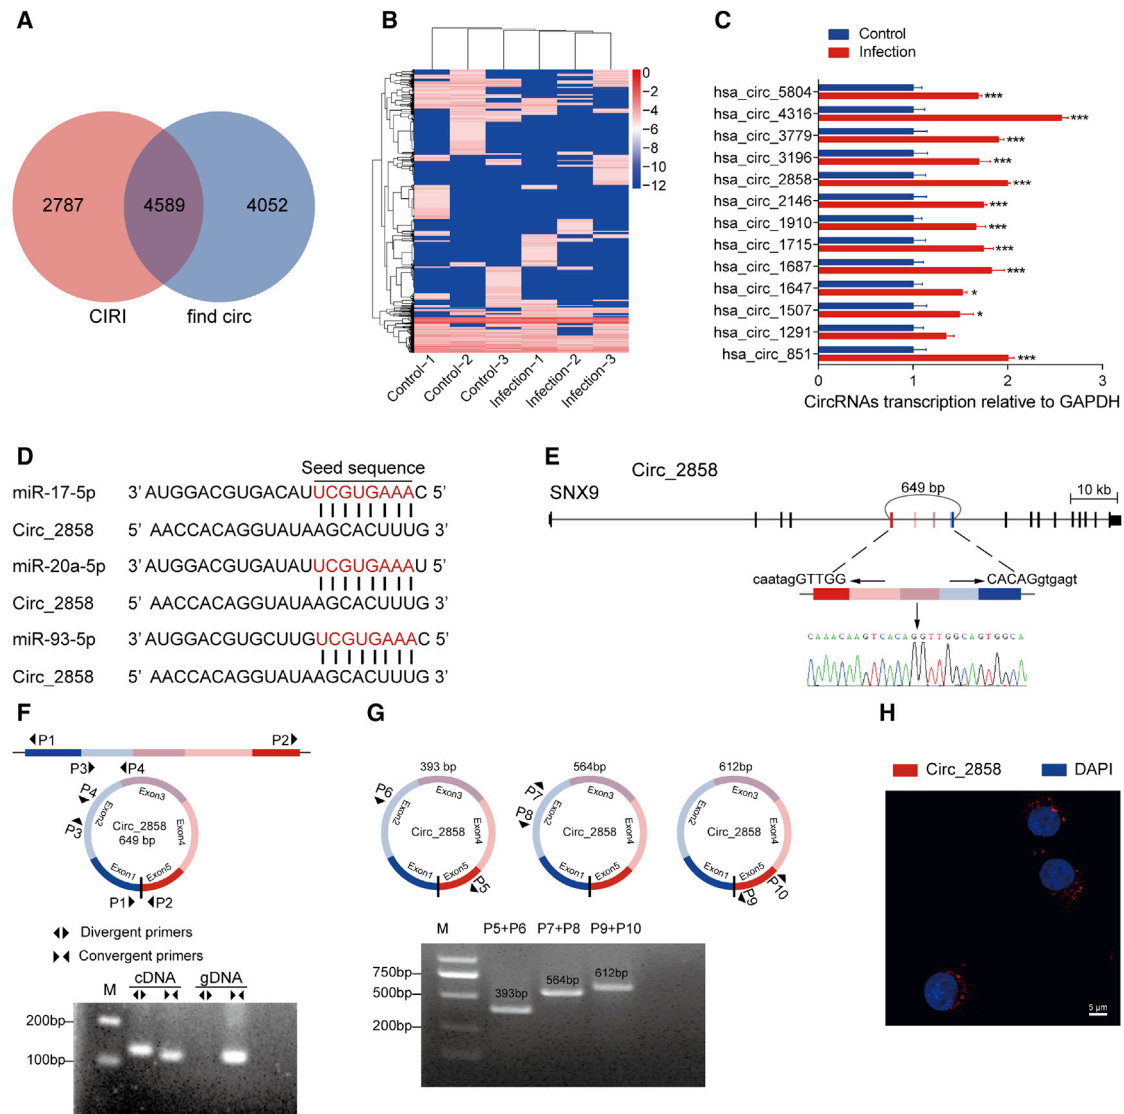 A
2787
4589
4052
CIRI
find circ
B
0
−2
−4
−6
−8
−10
−12
Control−1
Control−2
Control−3
Infection−1
Infection−2
Infection−3
C
Control
Infection
hsa_circ_5804
***
hsa_circ_4316
***
hsa_circ_3779
***
hsa_circ_3196
***
hsa_circ_2858
***
hsa_circ_2146
***
hsa_circ_1910
***
hsa_circ_1715
***
hsa_circ_1687
***
hsa_circ_1647
*
hsa_circ_1507
*
hsa_circ_1291
hsa_circ_851
***
0 1 2 3
CircRNAs transcription relative to GAPDH
D
Seed sequence
miR-17-5p 3’ AUGGACGUGACAUUCGUGAAAC 5’
Circ_2858 5’ AACCACAGGUAUAAGCACUUUG 3’
miR-20a-5p 3’ AUGGACGUGAUAUUCGUGAAAU 5’
Circ_2858 5’ AACCACAGGUAUAAGCACUUUG 3’
miR-93-5p 3’ AUGGACGUGCUUGUCGUGAAAC 5’
Circ_2858 5’ AACCACAGGUAUAAGCACUUUG 3’
E
Circ_2858
SNX9
649 bp
10 kb
caatagGTTGG
CACAGgtgagt
CAAACAAGTCACAGGTTGGCAGTGGCA
F
P1
P2
P3
P4
P4
P3
Exon3
Exon2
Exon4
Circ_2858
649 bp
Exon1
Exon5
P1
P2
Divergent primers
Convergent primers
M
cDNA
gDNA
200bp
100bp
G
393 bp
P6
Exon3
Exon2
Exon4
Circ_2858
Exon1
Exon5
P5
564bp
P7
P8
Exon3
Exon2
Exon4
Circ_2858
Exon1
Exon5
612bp
Exon3
Exon2
Exon4
Circ_2858
Exon1
Exon5
P10
P9
M P5+P6 P7+P8 P9+P10
750bp
500bp
200bp
393bp
564bp
612bp
H
Circ_2858
DAPI
5 μm